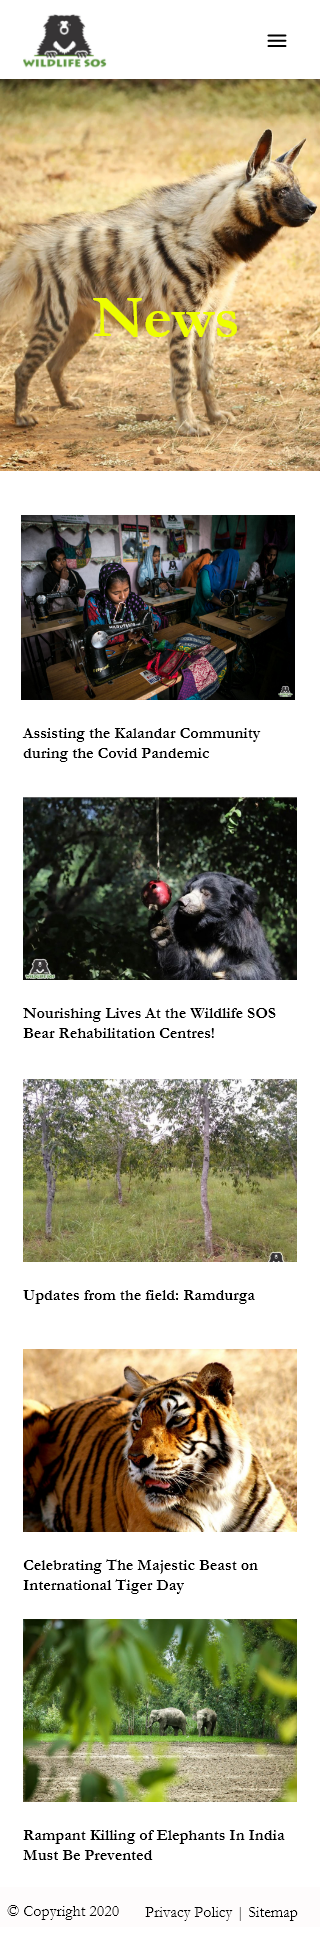 WILDLIFE SOS
News
Assisting the Kalandar Community
during the Covid Pandemic
Nourishing Lives At the Wildlife SOS
Bear Rehabilitation Centres!
Updates from the field: Ramdurga
Celebrating The Majestic Beast on
International Tiger Day
Rampant Killing of Elephants In India
Must Be Prevented
© Copyright 2020 Privacy Policy | Sitemap